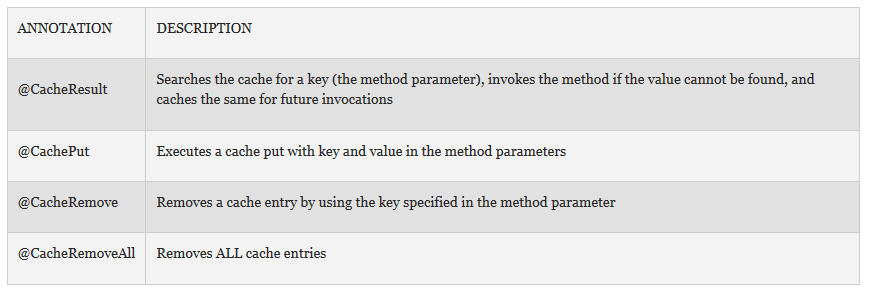 ANNOTATION DESCRIPTION
@CacheResult Searches the cache for a key (the method parameter), invokes the method if the value cannot be found, and
caches the same for future invocations
@CachePut Executes a cache put with key and value in the method parameters
@CacheRemove Removes a cache entry by using the key specified in the method parameter
@CacheRemoveAll Removes ALL cache entries